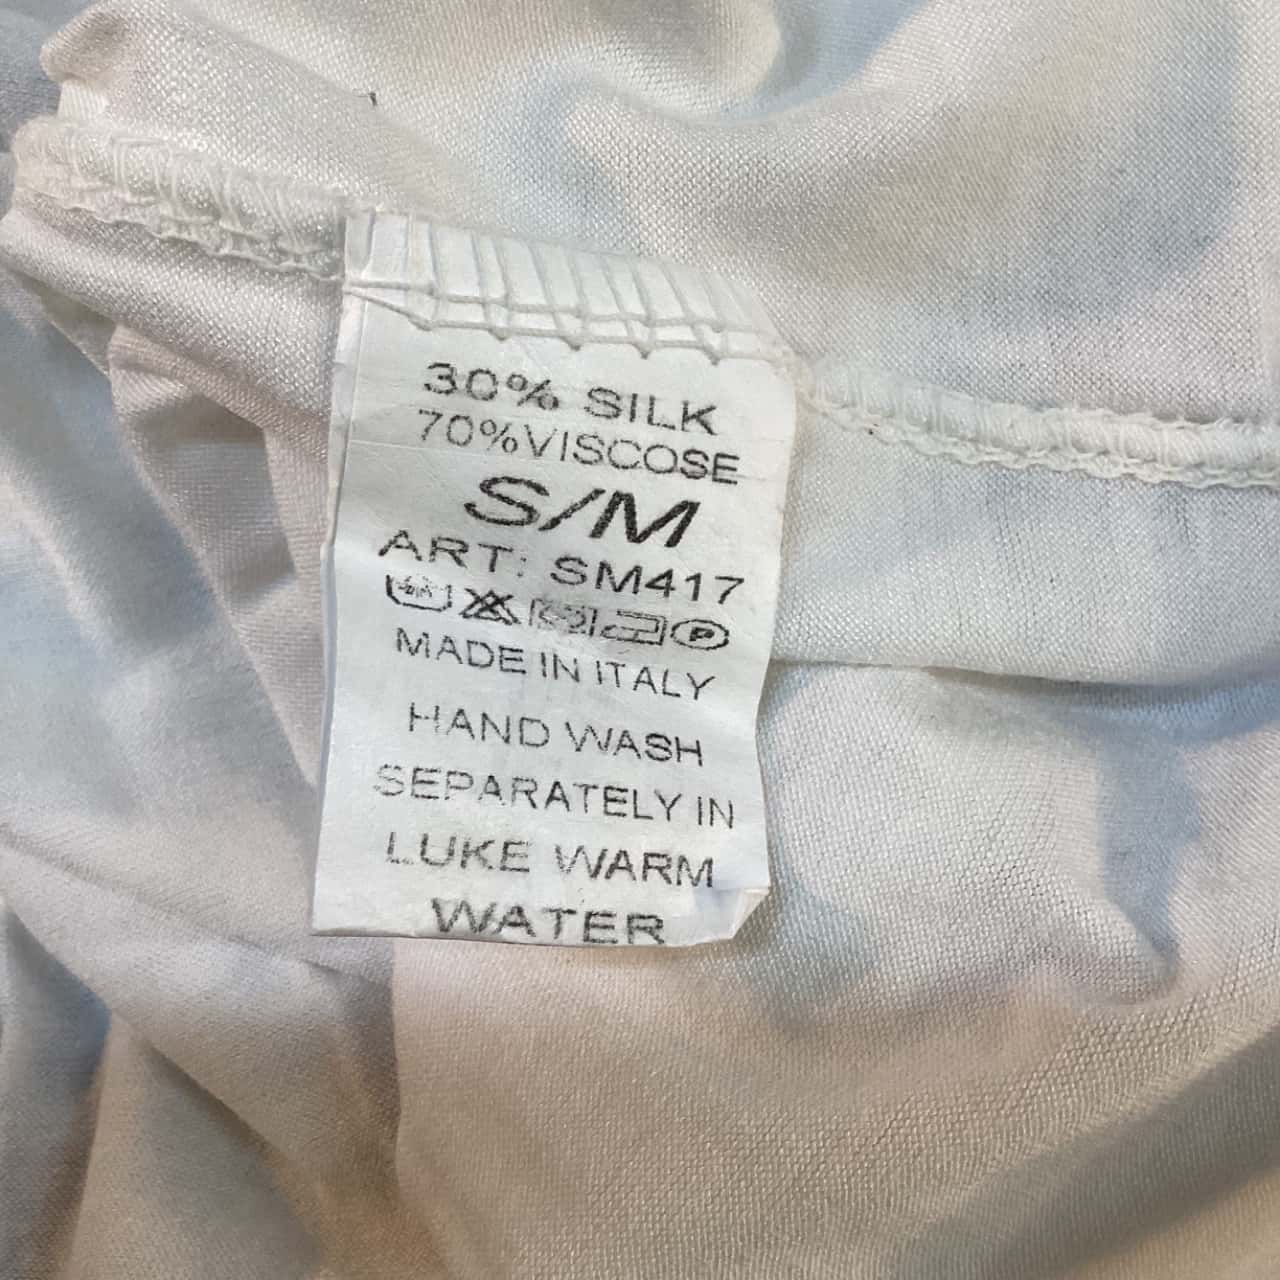 30% SILK
70%VISCOSE
S/M
ART: SM417
P
MADE IN ITALY
HAND WASH
SEPARATELY IN
LUKE WARM
WATER